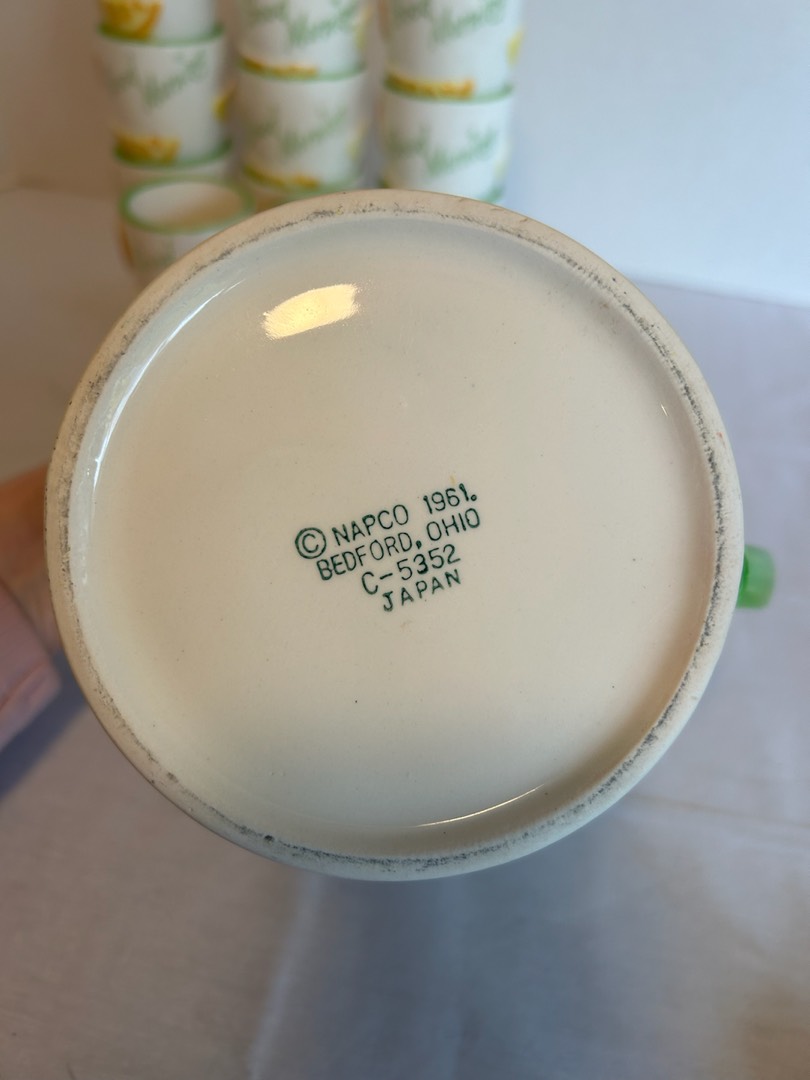 © NAPCO 1961.
BEDFORD, OHIO
C-5352
JAPAN